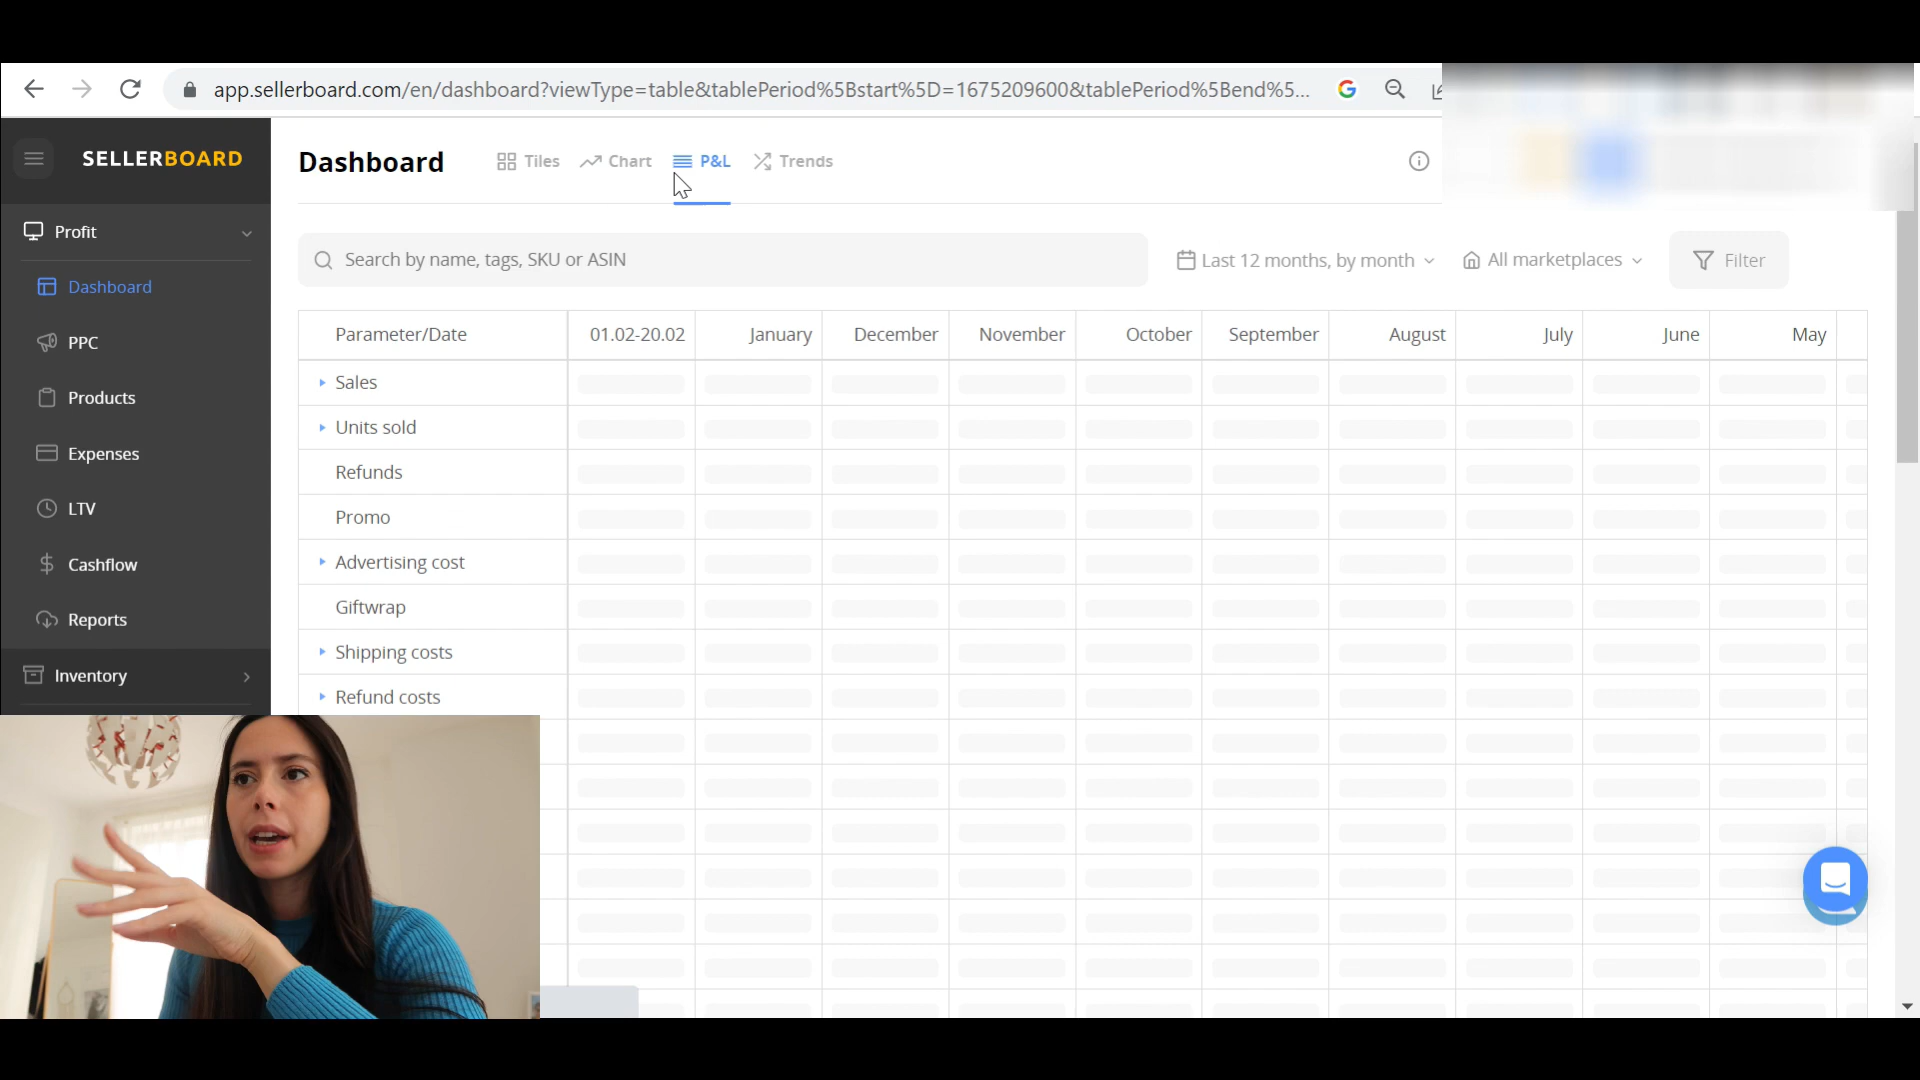 app.sellerboard.com/en/dashboard?viewType=table&tablePeriod%5Bstart%5D=1675209600&tablePeriod%5Bend%5...
SELLERBOARD
Dashboard
Tiles
Chart
P&L
Trends
Profit
Search by name, tags, SKU or ASIN
Last 12 months, by month
All marketplaces
Filter
Dashboard
PPC
Products
Expenses
LTV
Cashflow
Reports
Inventory
Parameter/Date 01.02-20.02 January December November October September August July June May
Sales
Units sold
Refunds
Promo
Advertising cost
Giftwrap
Shipping costs
Refund costs